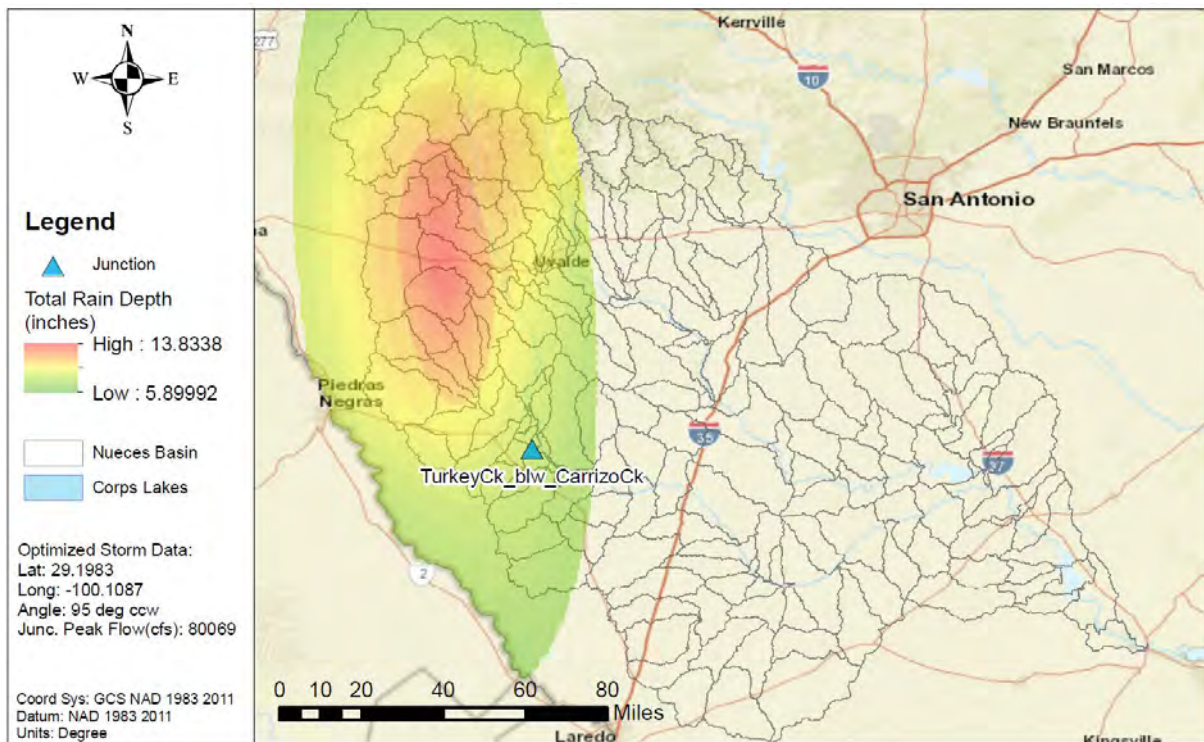 N
W
E
S
Legend
Junction
Total Rain Depth
(inches)
High : 13.8338
Low : 5.89992
Nueces Basin
Corps Lakes
Optimized Storm Data:
Lat: 29.1983
Long: -100.1087
Angle: 95 deg ccw
Junc. Peak Flow(cfs): 80069
Coord Sys: GCS NAD 1983 2011
Datum: NAD 1983 2011
Units: Degree
277
Kerrville
10
San Marcos
New Braunfels
San Antonio
na
Uvalde
Piedras
Negras
35
37
TurkeyCk_blw_CarrizoCk
2
0 10 20 40 60 80
Miles
Laredo
Kingsville